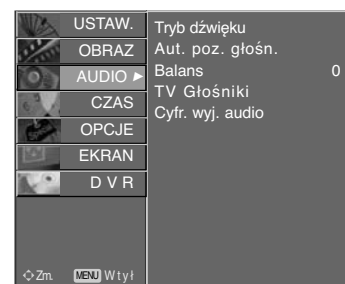 USTAW.
OBRAZ
AUDIO ►
CZAS
OPCJE
EKRAN
D V R
Zm. MENU Wtył
Tryb dźwięku
Aut. poz. głośn.
Balans 0
TV Głośniki
Cyfr. wyj. audio